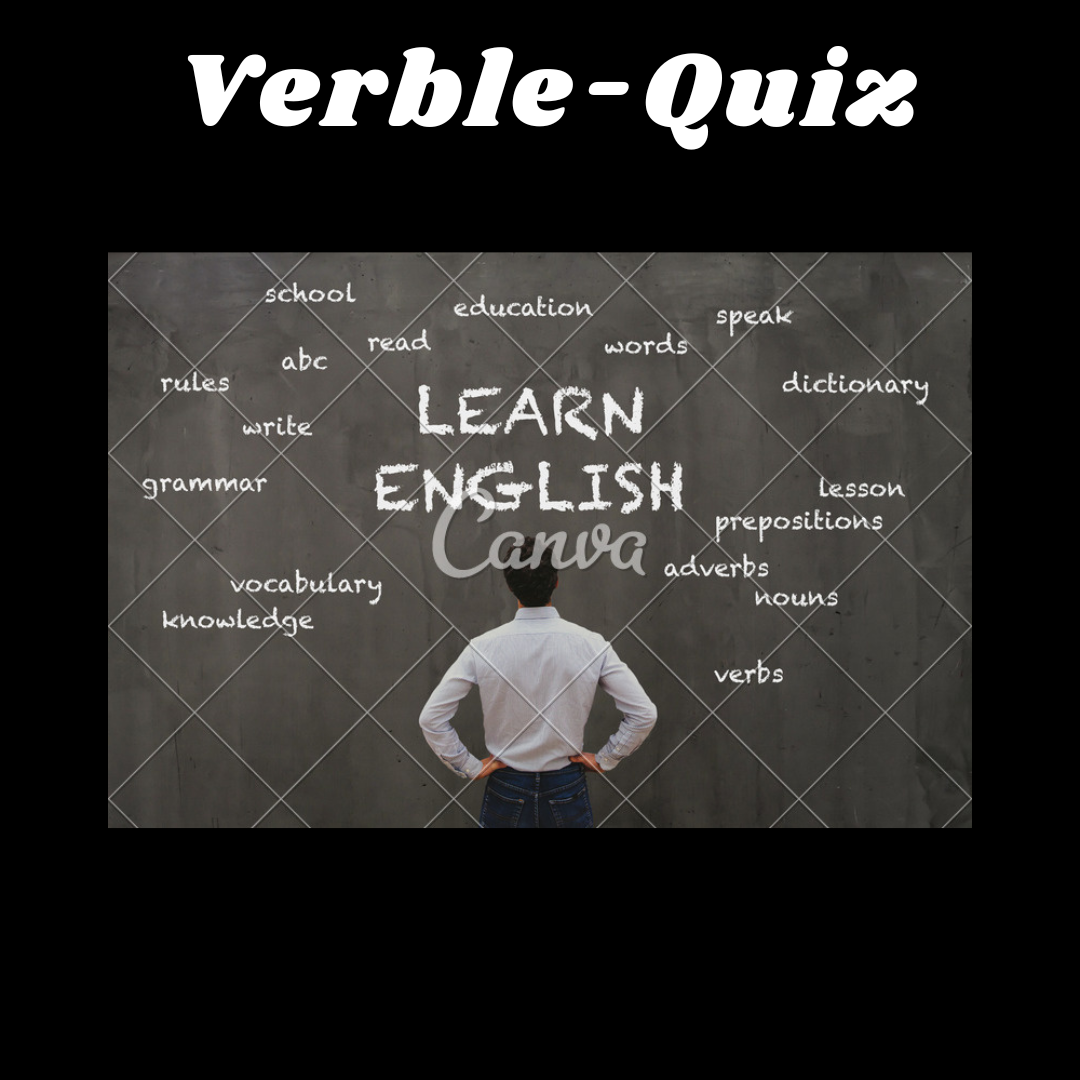 Verble-Quiz
school
education
speak
read
words
abc
rules
dictionary
write
LEARN
ENGLISH
grammar
lesson
prepositions
Canva
adverbs
vocabulary
nouns
knowledge
verbs